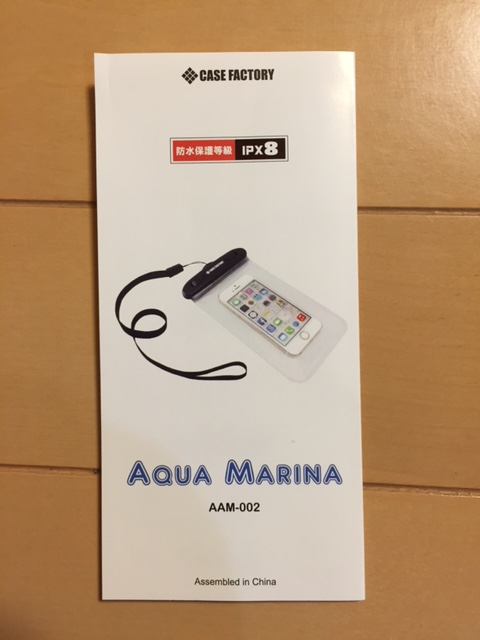 CASE FACTORY
防水保護等級 IPX8
AQUA MARINA
AAM-002
Assembled in China